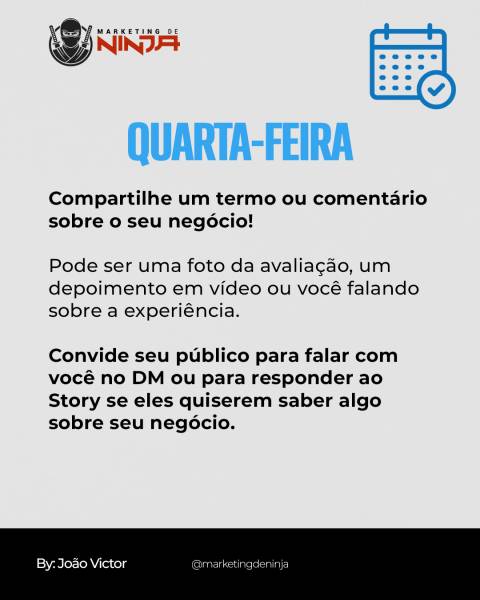 MARKETING DE
NINJA
QUARTA-FEIRA
Compartilhe um termo ou comentário
sobre o seu negócio!
Pode ser uma foto da avaliação, um
depoimento em vídeo ou você falando
sobre a experiência.
Convide seu público para falar com
você no DM ou para responder ao
Story se eles quiserem saber algo
sobre seu negócio.
By: João Victor
@marketingdeninja